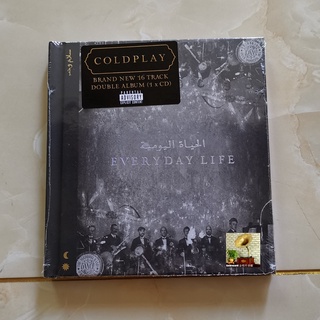 COLDPLAY
BRAND NEW 16 TRACK
DOUBLE ALBUM (1 x CD)
PARENTAL
ADVISORY
EXPLICIT CONTENT
الحياة اليومية
EVERYDAY LIFE